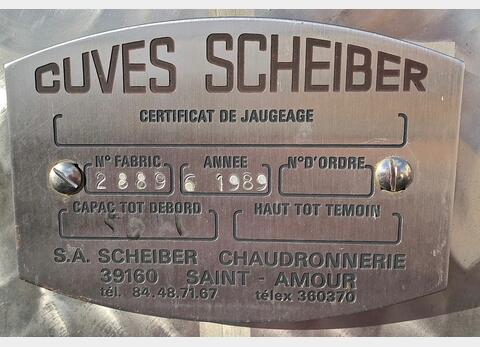 CUVES SCHEIBER
CERTIFICAT DE JAUGEAGE
N° FABRIC. ANNEE N°D'ORDRE
2889 6 1989
CAPAC TOT DEBORD HAUT TOT TEMOIN
S.A. SCHEIBER CHAUDRONNERIE
39160 SAINT - AMOUR
tél. 84.48.71.67 télex 360370